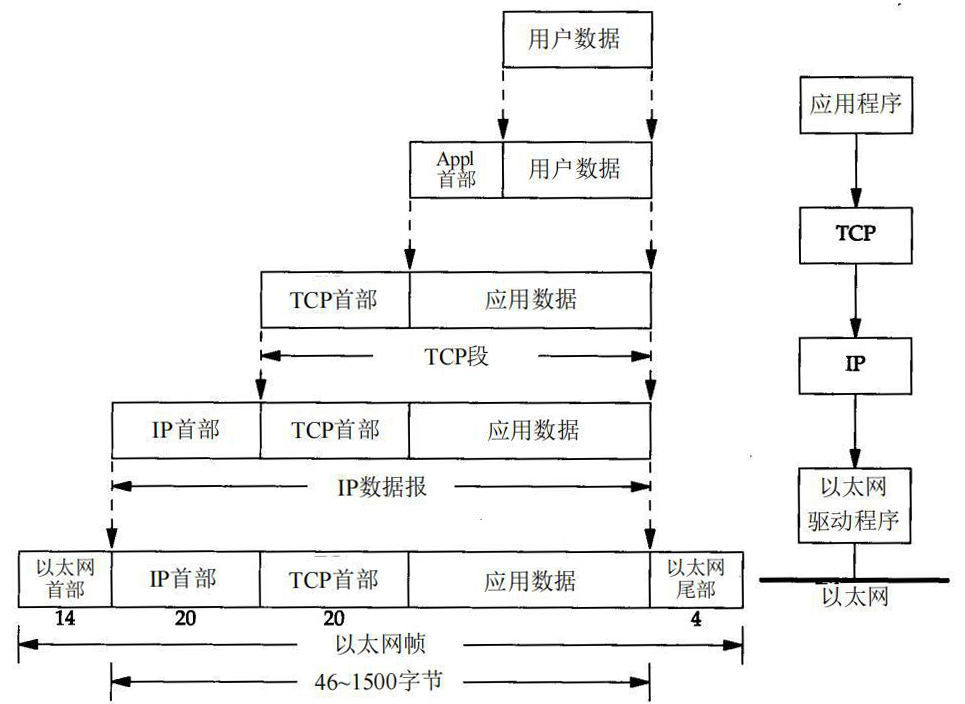 用户数据
应用程序
Appl
首部
用户数据
TCP
TCP首部
应用数据
TCP段
IP
IP首部
TCP首部
应用数据
IP数据报
以太网
驱动程序
以太网
首部
IP首部
TCP首部
应用数据
以太网
尾部
以太网
14
20
20
4
以太网帧
46~1500字节